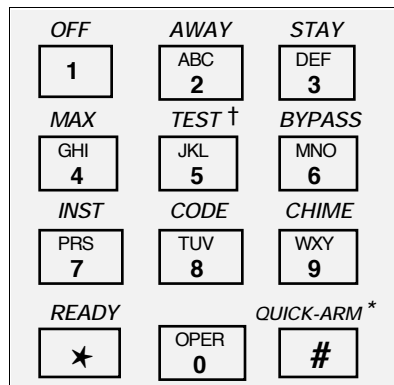 OFF AWAY STAY
ABC DEF
1 2 3
MAX TEST † BYPASS
GHI JKL MNO
4 5 6
INST CODE CHIME
PRS TUV WXY
7 8 9
READY QUICK-ARM *
OPER
* 0 #